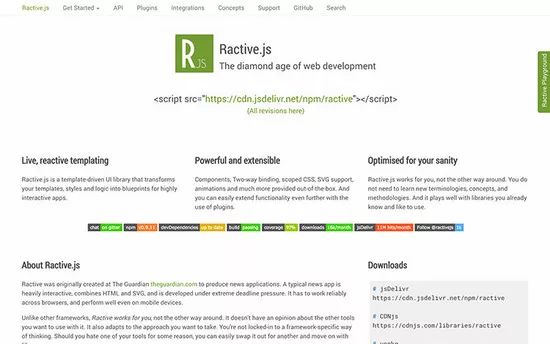 Ractive.js Get Started API Plugins Integrations Concepts Support GitHub Search
R JS
Ractive.js
The diamond age of web development
<script src="https://cdn.jsdelivr.net/npm/ractive"></script>
(All revisions here)
Ractive Playground
Live, reactive templating
Ractive.js is a template-driven UI library that transforms
your templates, styles and logic into blueprints for highly
interactive apps.
Powerful and extensible
Components, Two-way binding, scoped CSS, SVG support,
animations and much more provided out-of-the-box. And
you can easily extend functionality even further with the
use of plugins.
Optimised for your sanity
Ractive.js works for you, not the other way around. You do
not need to learn new terminologies, concepts, and
methodologies. And it plays well with libraries you already
know and like to use.
chat on gitter npm v0.9.11 devDependencies up to date build passing coverage 97% downloads 16k/month jsDelivr 11M hits/month Follow @ractivejs
About Ractive.js
Ractive was originally created at The Guardian theguardian.com to produce news applications. A typical news app is
heavily interactive, combines HTML and SVG, and is developed under extreme deadline pressure. It has to work reliably
across browsers, and perform well even on mobile devices.
Unlike other frameworks, Ractive works for you, not the other way around. It doesn't have an opinion about the other tools
you want to use with it. It also adapts to the approach you want to take. You're not locked-in to a framework-specific way
of thinking. Should you hate one of your tools for some reason, you can easily swap it out for another and move on with
Downloads
# jsDelivr
https://cdn.jsdelivr.net/npm/ractive
# CDNjs
https://cdnjs.com/libraries/ractive